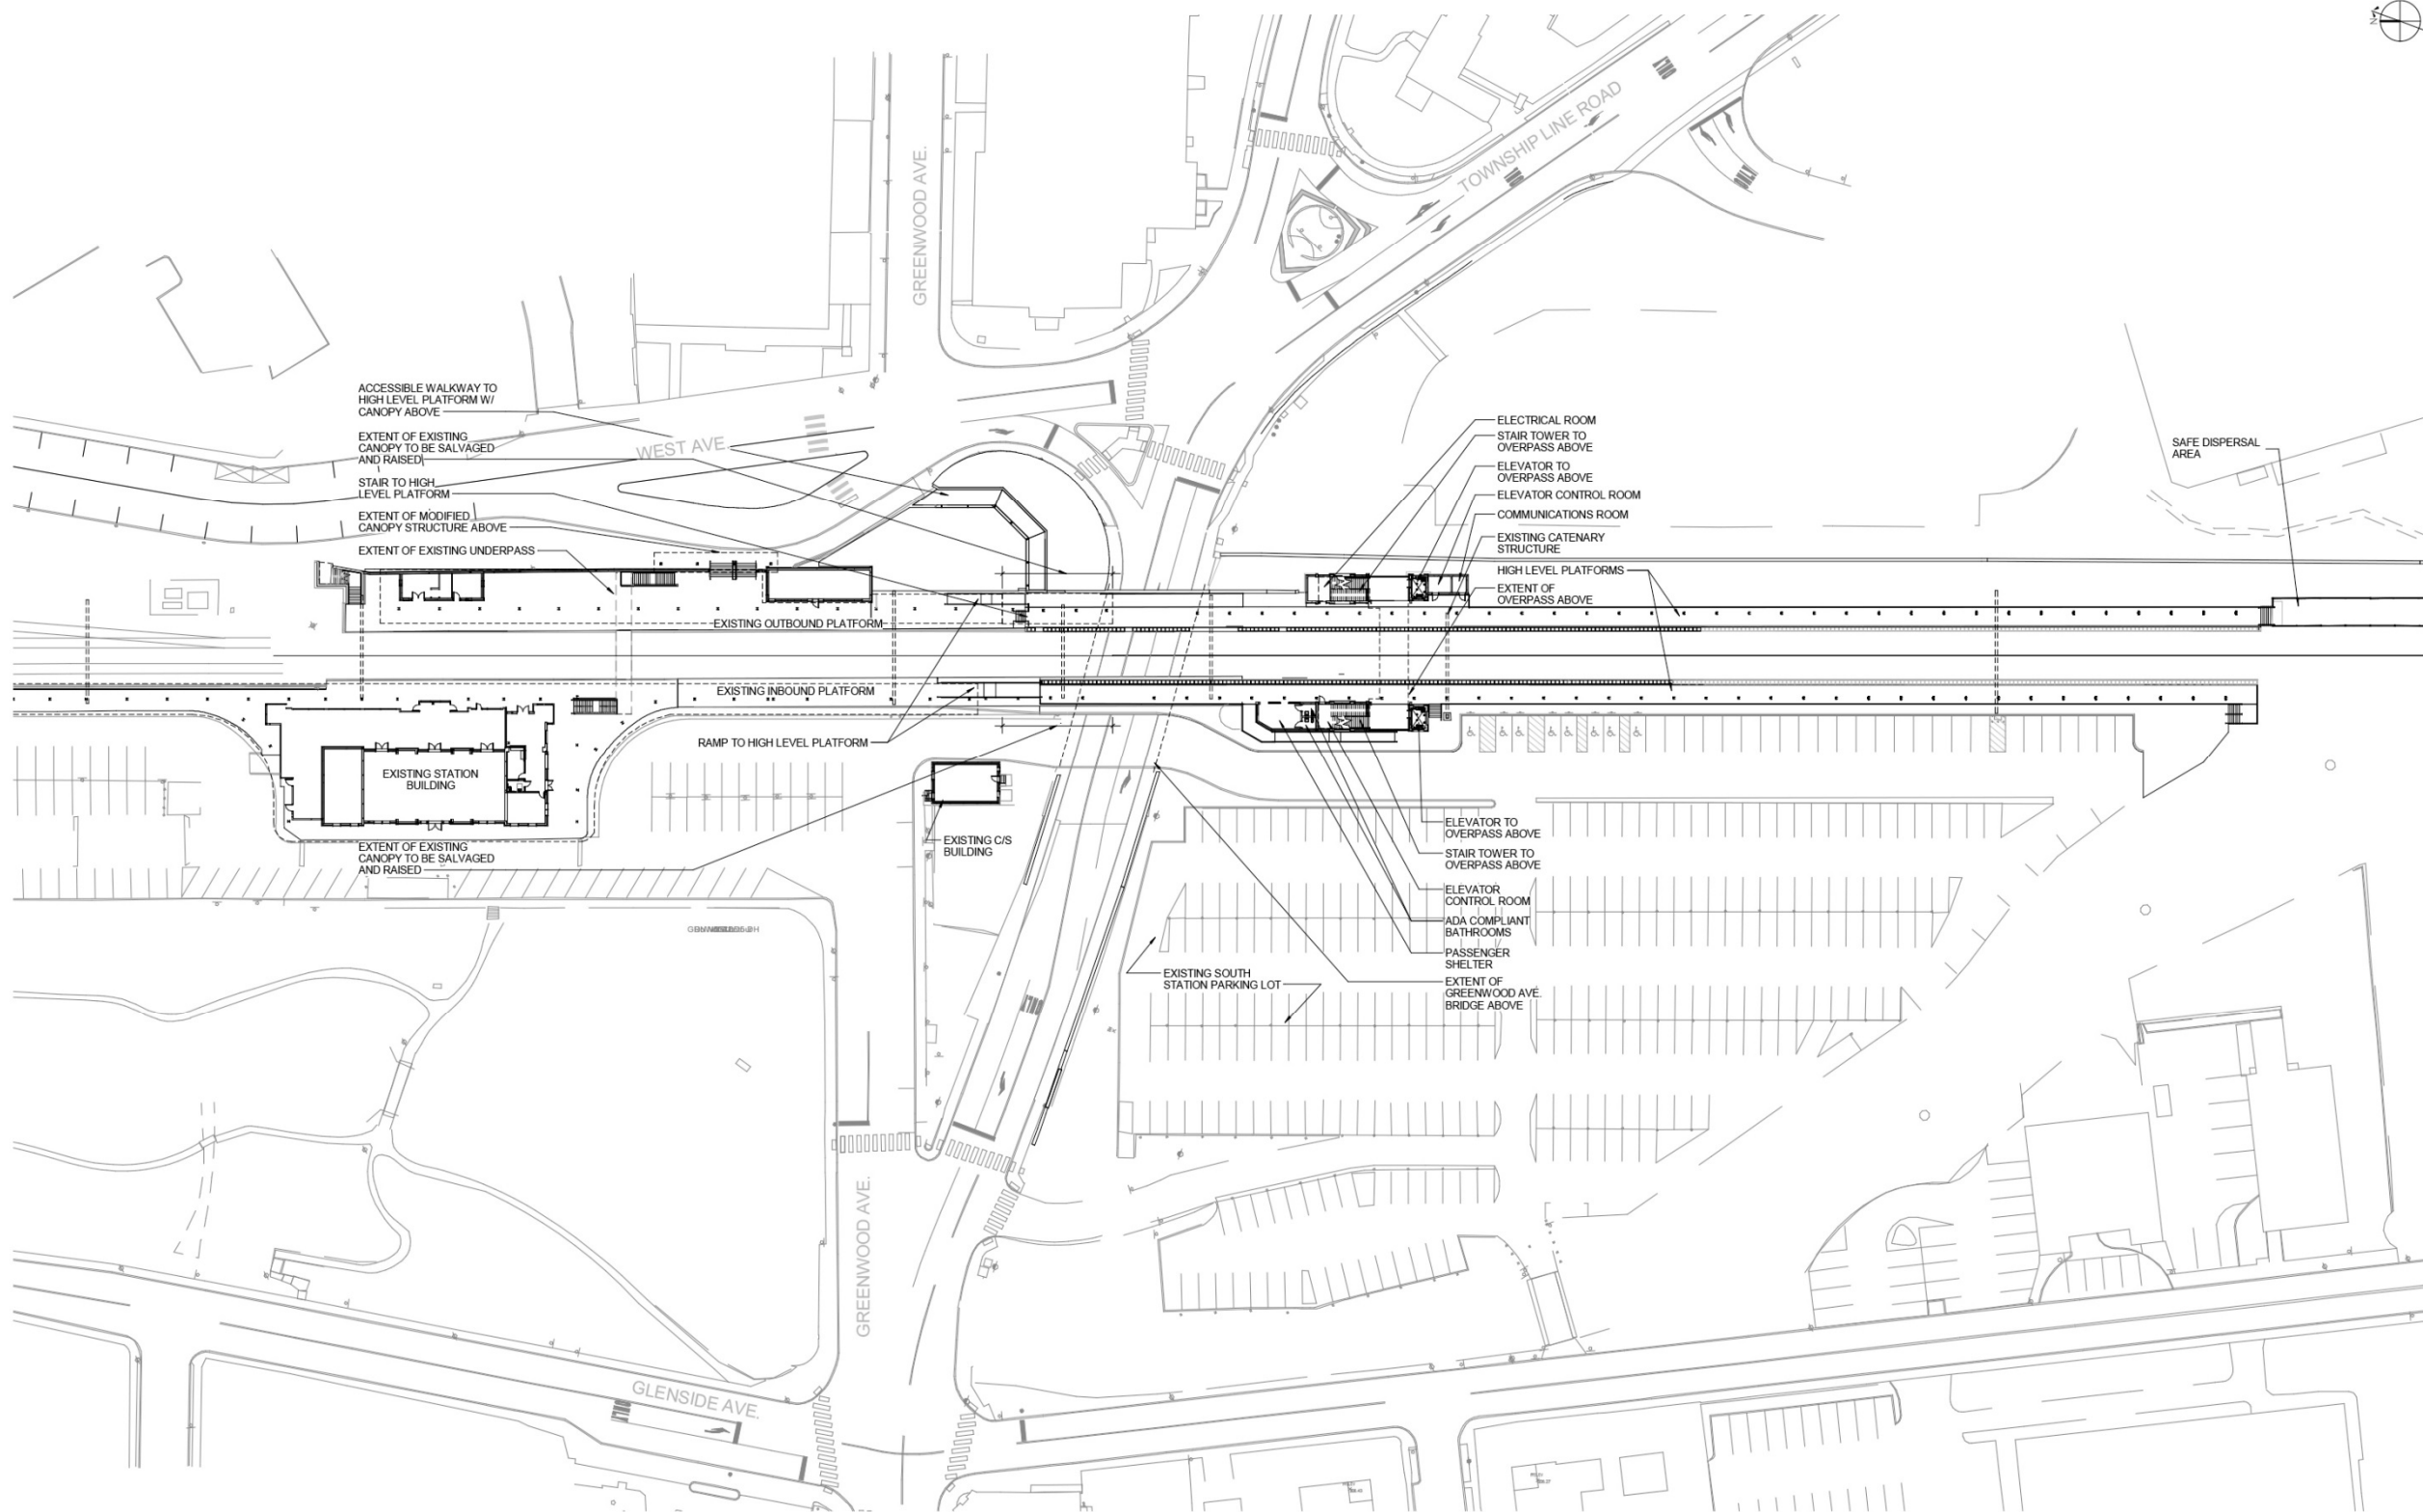 N
TOWNSHIP LINE ROAD
GREENWOOD AVE.
WEST AVE.
ACCESSIBLE WALKWAY TO
HIGH LEVEL PLATFORM W/
CANOPY ABOVE
EXTENT OF EXISTING
CANOPY TO BE SALVAGED
AND RAISED
STAIR TO HIGH
LEVEL PLATFORM
EXTENT OF MODIFIED
CANOPY STRUCTURE ABOVE
EXTENT OF EXISTING UNDERPASS
ELECTRICAL ROOM
STAIR TOWER TO
OVERPASS ABOVE
ELEVATOR TO
OVERPASS ABOVE
ELEVATOR CONTROL ROOM
COMMUNICATIONS ROOM
EXISTING CATENARY
STRUCTURE
HIGH LEVEL PLATFORMS
EXTENT OF
OVERPASS ABOVE
SAFE DISPERSAL
AREA
EXISTING OUTBOUND PLATFORM
EXISTING INBOUND PLATFORM
RAMP TO HIGH LEVEL PLATFORM
EXISTING STATION
BUILDING
EXTENT OF EXISTING
CANOPY TO BE SALVAGED
AND RAISED
EXISTING C/S
BUILDING
ELEVATOR TO
OVERPASS ABOVE
STAIR TOWER TO
OVERPASS ABOVE
ELEVATOR
CONTROL ROOM
ADA COMPLIANT
BATHROOMS
PASSENGER
SHELTER
EXTENT OF
GREENWOOD AVE.
BRIDGE ABOVE
EXISTING SOUTH
STATION PARKING LOT
GREENWOOD AVE.
GLENSIDE AVE.